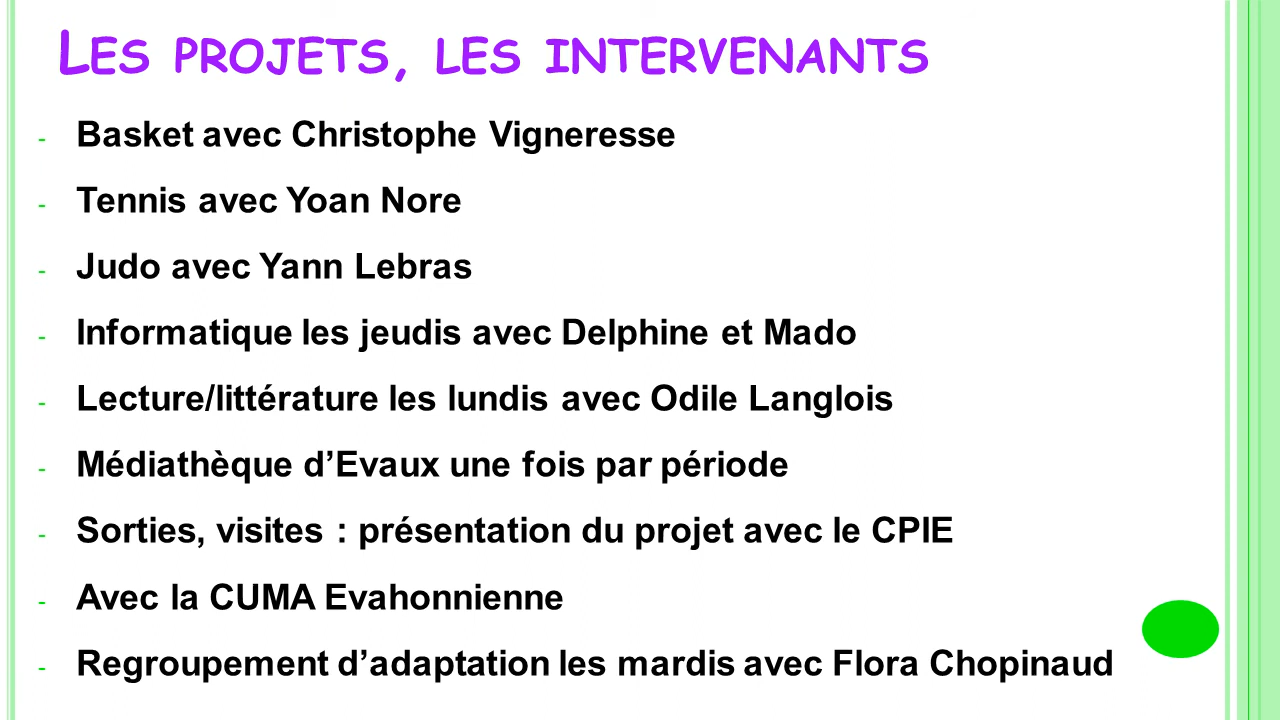 Les projets, les intervenants
- Basket avec Christophe Vigneresse
- Tennis avec Yoan Nore
- Judo avec Yann Lebras
- Informatique les jeudis avec Delphine et Mado
- Lecture/littérature les lundis avec Odile Langlois
- Médiathèque d’Evaux une fois par période
- Sorties, visites : présentation du projet avec le CPIE
- Avec la CUMA Evahonnienne
- Regroupement d’adaptation les mardis avec Flora Chopinaud